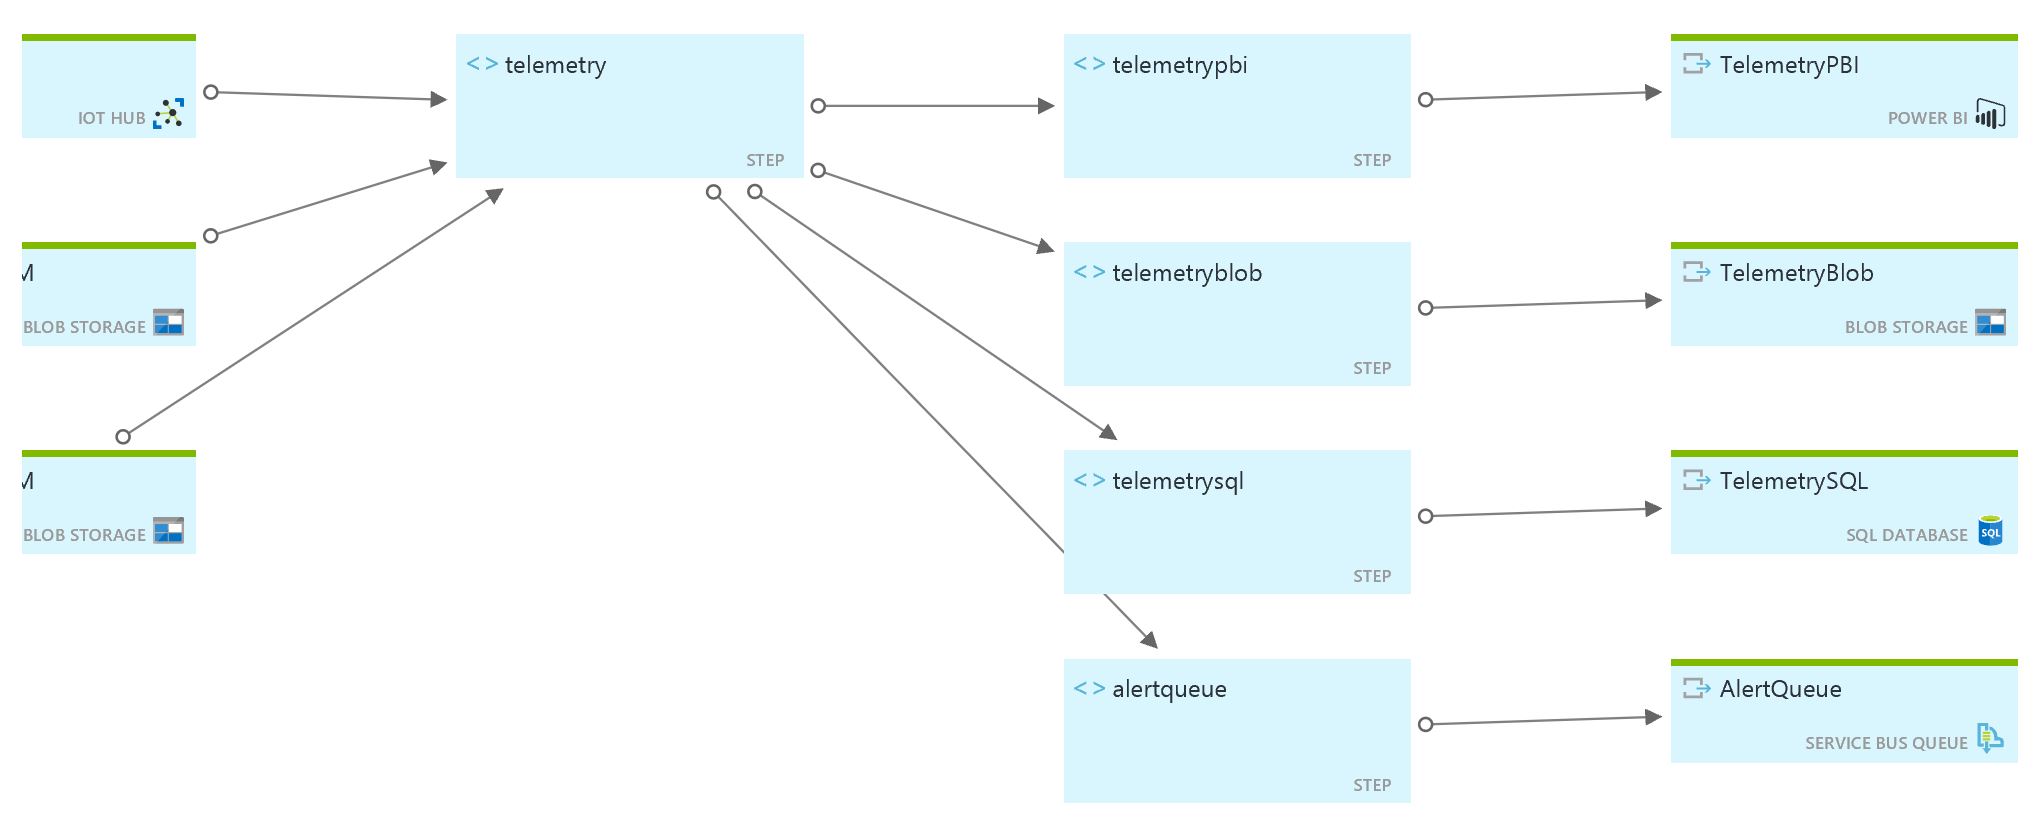 IOT HUB
<> telemetry
STEP
<> telemetrypbi
STEP
TelemetryPBI
POWER BI
M
BLOB STORAGE
<> telemetryblob
STEP
TelemetryBlob
BLOB STORAGE
M
BLOB STORAGE
<> telemetrysql
STEP
TelemetrySQL
SQL DATABASE
SQL
<> alertqueue
STEP
AlertQueue
SERVICE BUS QUEUE